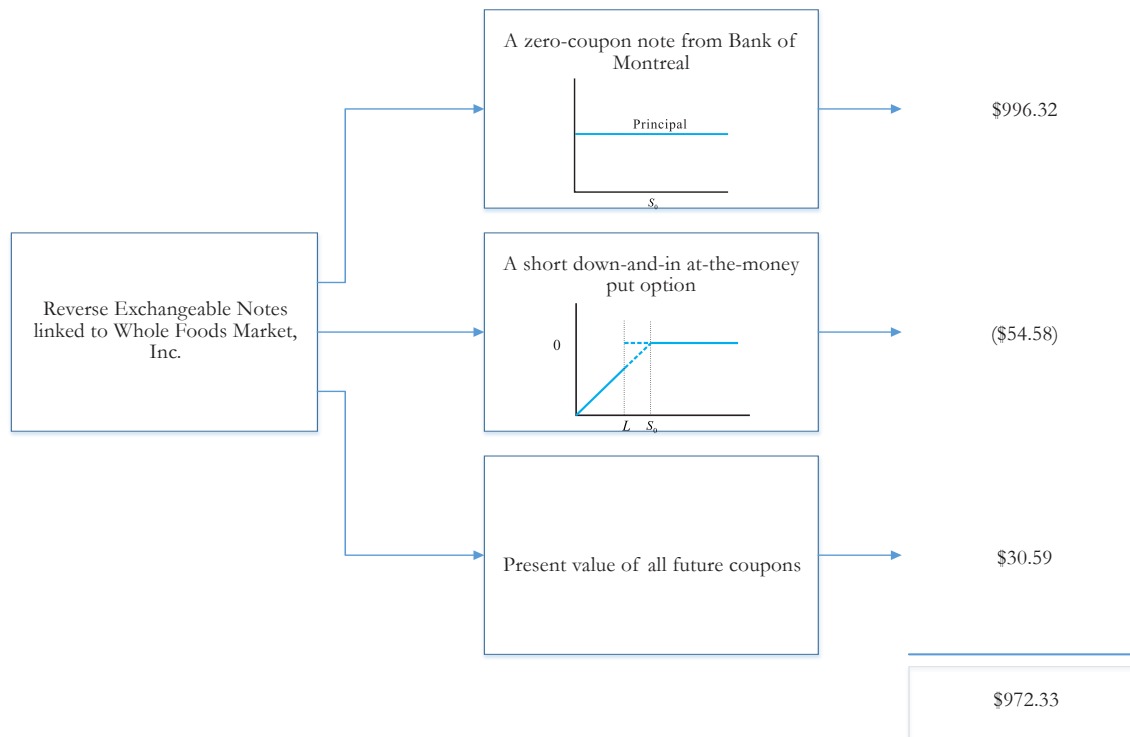 A zero-coupon note from Bank of
Montreal
Principal
S₀
$996.32
Reverse Exchangeable Notes
linked to Whole Foods Market,
Inc.
A short down-and-in at-the-money
put option
0
L S₀
($54.58)
Present value of all future coupons
$30.59
$972.33